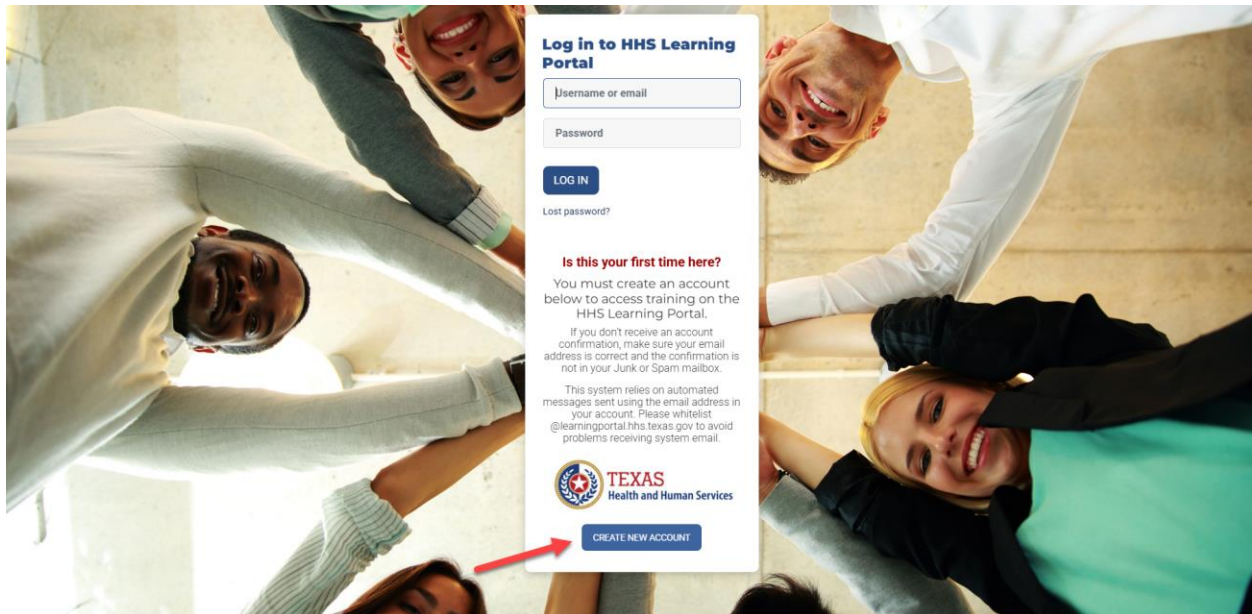 Log in to HHS Learning
Portal
Username or email
Password
LOG IN
Lost password?
Is this your first time here?
You must create an account
below to access training on the
HHS Learning Portal.
If you don't receive an account
confirmation, make sure your email
address is correct and the confirmation is
not in your Junk or Spam mailbox.
This system relies on automated
messages sent using the email address in
your account. Please whitelist
@learningportal.hhs.texas.gov to avoid
problems receiving system email.
TEXAS
Health and Human Services
CREATE NEW ACCOUNT